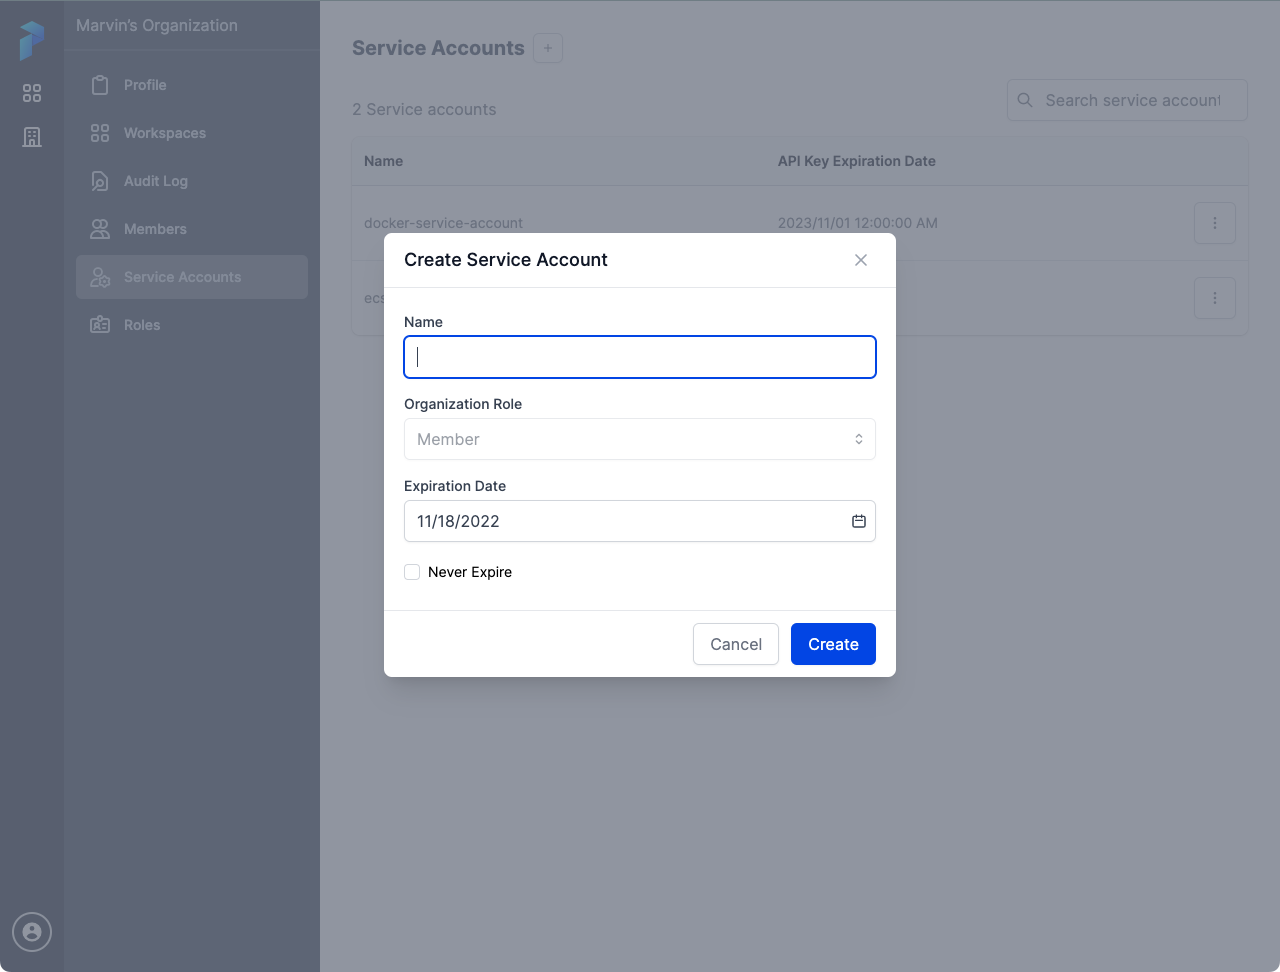 Marvin's Organization
Profile
Workspaces
Audit Log
Members
Service Accounts
Roles
Service Accounts
2 Service accounts
Search service account
Name
API Key Expiration Date
docker-service-account
2023/11/01 12:00:00 AM
Create Service Account
Name
Organization Role
Member
Expiration Date
11/18/2022
Never Expire
Cancel
Create